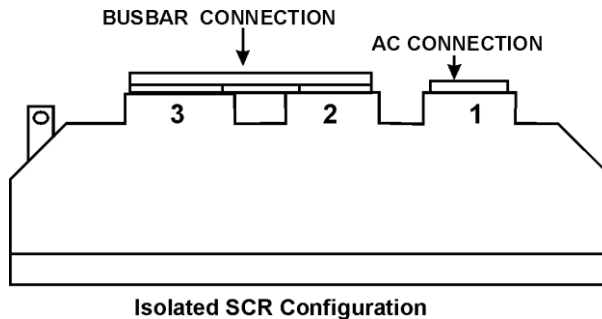 BUSBAR CONNECTION
AC CONNECTION
3 2 1
Isolated SCR Configuration